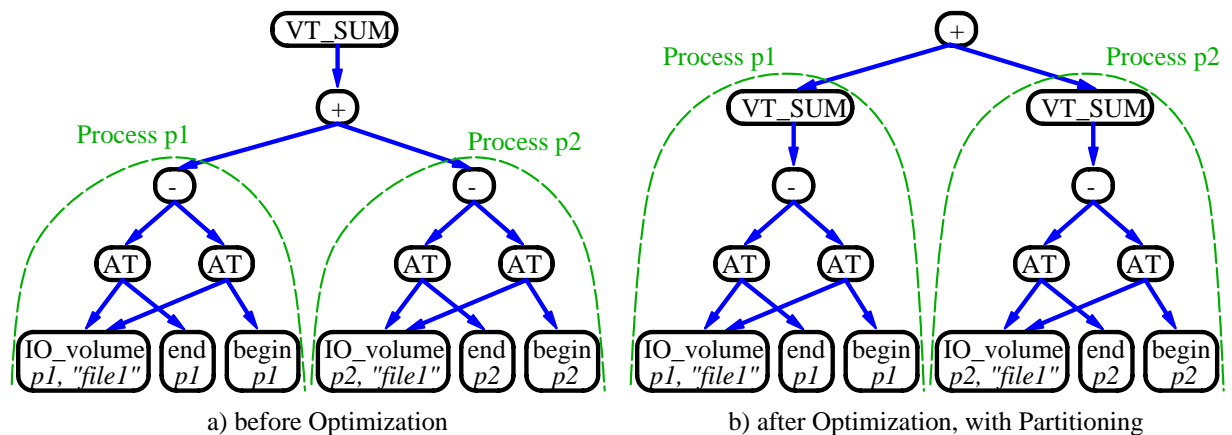 VT_SUM
+
Process p1
Process p2
-
-
AT
AT
AT
AT
IO_volume
p1, "file1"
end
p1
begin
p1
IO_volume
p2, "file1"
end
p2
begin
p2
a) before Optimization
+
Process p1
Process p2
VT_SUM
VT_SUM
-
-
AT
AT
AT
AT
IO_volume
p1, "file1"
end
p1
begin
p1
IO_volume
p2, "file1"
end
p2
begin
p2
b) after Optimization, with Partitioning